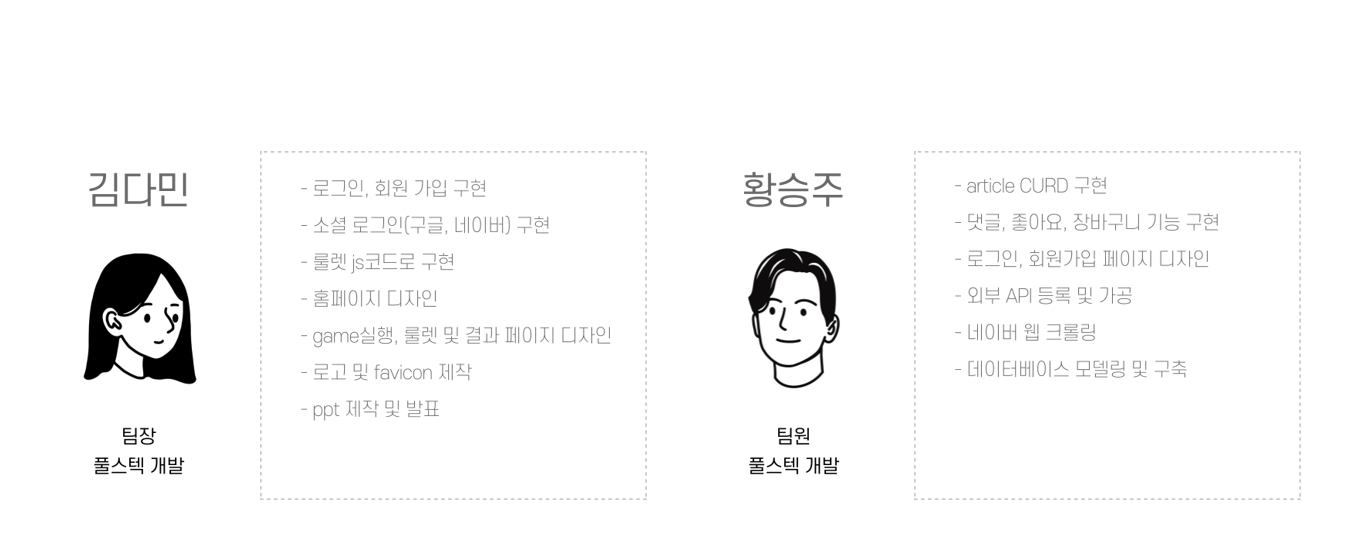 김다민
- 로그인, 회원 가입 구현
- 소셜 로그인(구글, 네이버) 구현
- 룰렛 js코드로 구현
- 홈페이지 디자인
- game실행, 룰렛 및 결과 페이지 디자인
- 로고 및 favicon 제작
- ppt 제작 및 발표
팀장
풀스텍 개발
황승주
- article CURD 구현
- 댓글, 좋아요, 장바구니 기능 구현
- 로그인, 회원가입 페이지 디자인
- 외부 API 등록 및 가공
- 네이버 웹 크롤링
- 데이터베이스 모델링 및 구축
팀원
풀스텍 개발